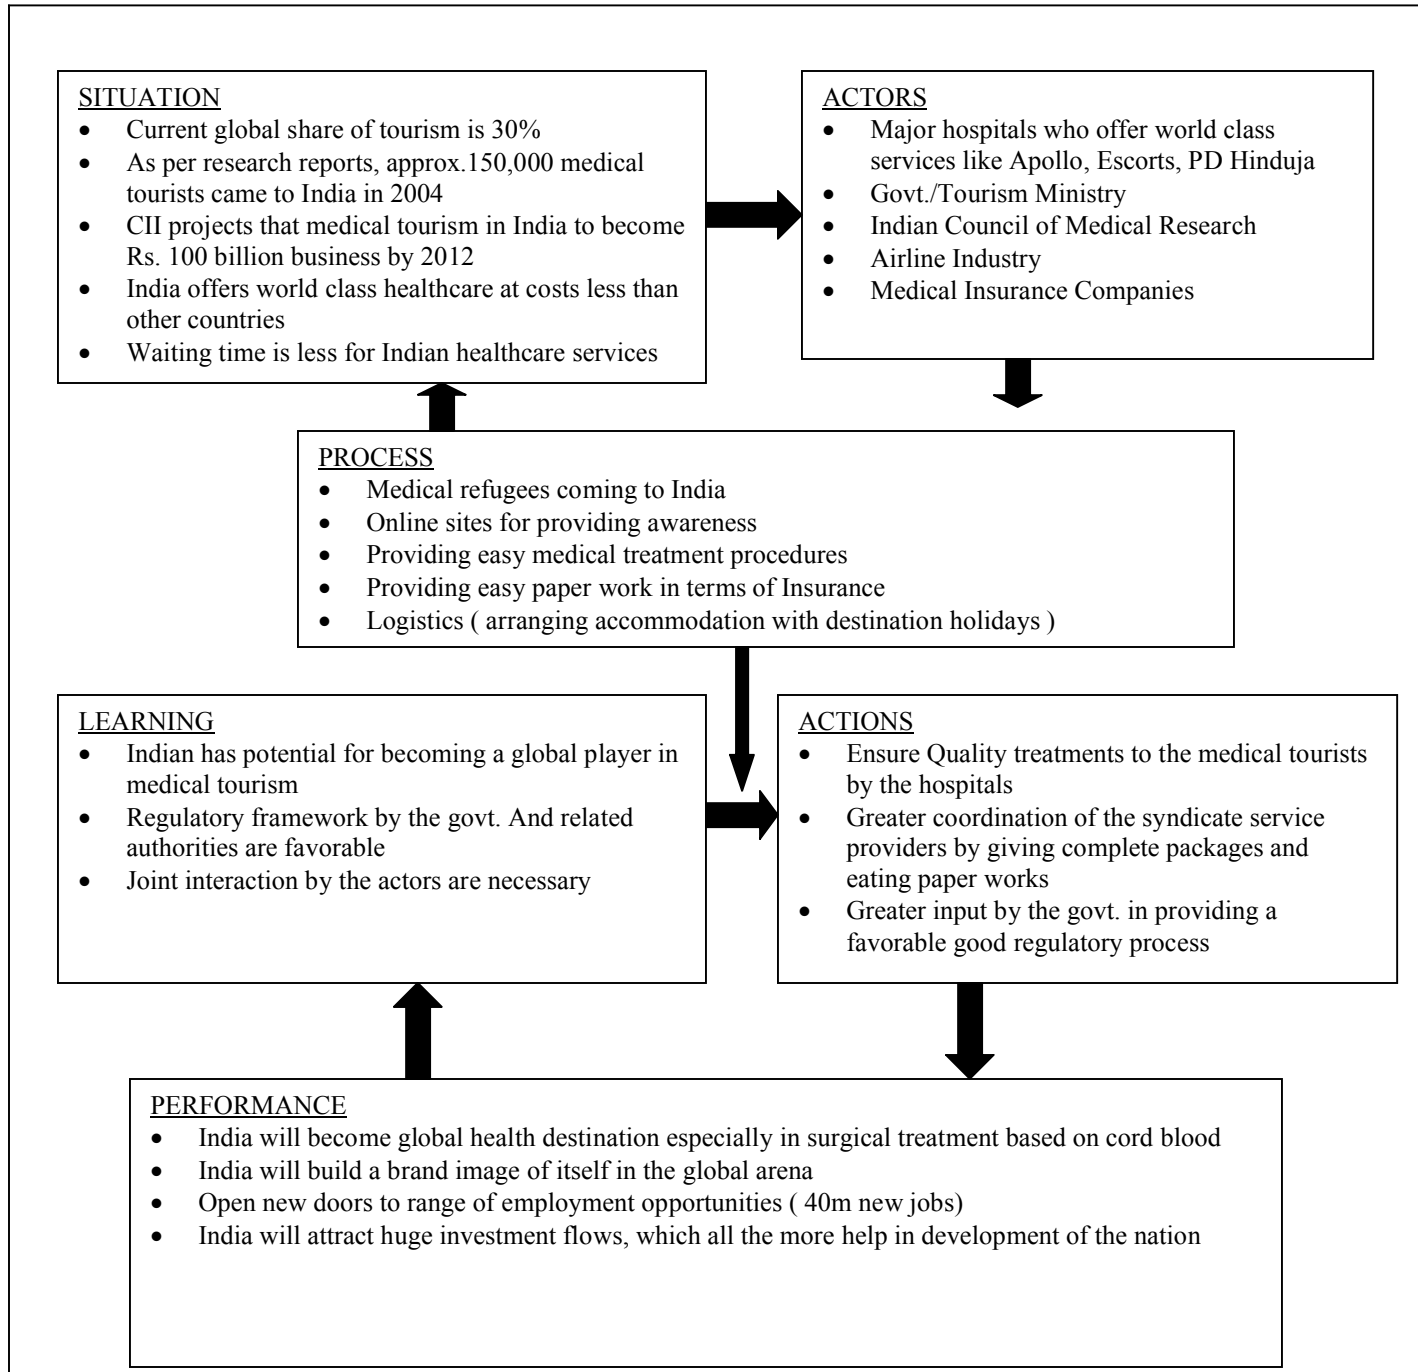 SITUATION
• Current global share of tourism is 30%
• As per research reports, approx.150,000 medical
tourists came to India in 2004
• CII projects that medical tourism in India to become
Rs. 100 billion business by 2012
• India offers world class healthcare at costs less than
other countries
• Waiting time is less for Indian healthcare services
ACTORS
• Major hospitals who offer world class
services like Apollo, Escorts, PD Hinduja
• Govt./Tourism Ministry
• Indian Council of Medical Research
• Airline Industry
• Medical Insurance Companies
PROCESS
• Medical refugees coming to India
• Online sites for providing awareness
• Providing easy medical treatment procedures
• Providing easy paper work in terms of Insurance
• Logistics ( arranging accommodation with destination holidays )
LEARNING
• Indian has potential for becoming a global player in
medical tourism
• Regulatory framework by the govt. And related
authorities are favorable
• Joint interaction by the actors are necessary
ACTIONS
• Ensure Quality treatments to the medical tourists
by the hospitals
• Greater coordination of the syndicate service
providers by giving complete packages and
eating paper works
• Greater input by the govt. in providing a
favorable good regulatory process
PERFORMANCE
• India will become global health destination especially in surgical treatment based on cord blood
• India will build a brand image of itself in the global arena
• Open new doors to range of employment opportunities ( 40m new jobs)
• India will attract huge investment flows, which all the more help in development of the nation